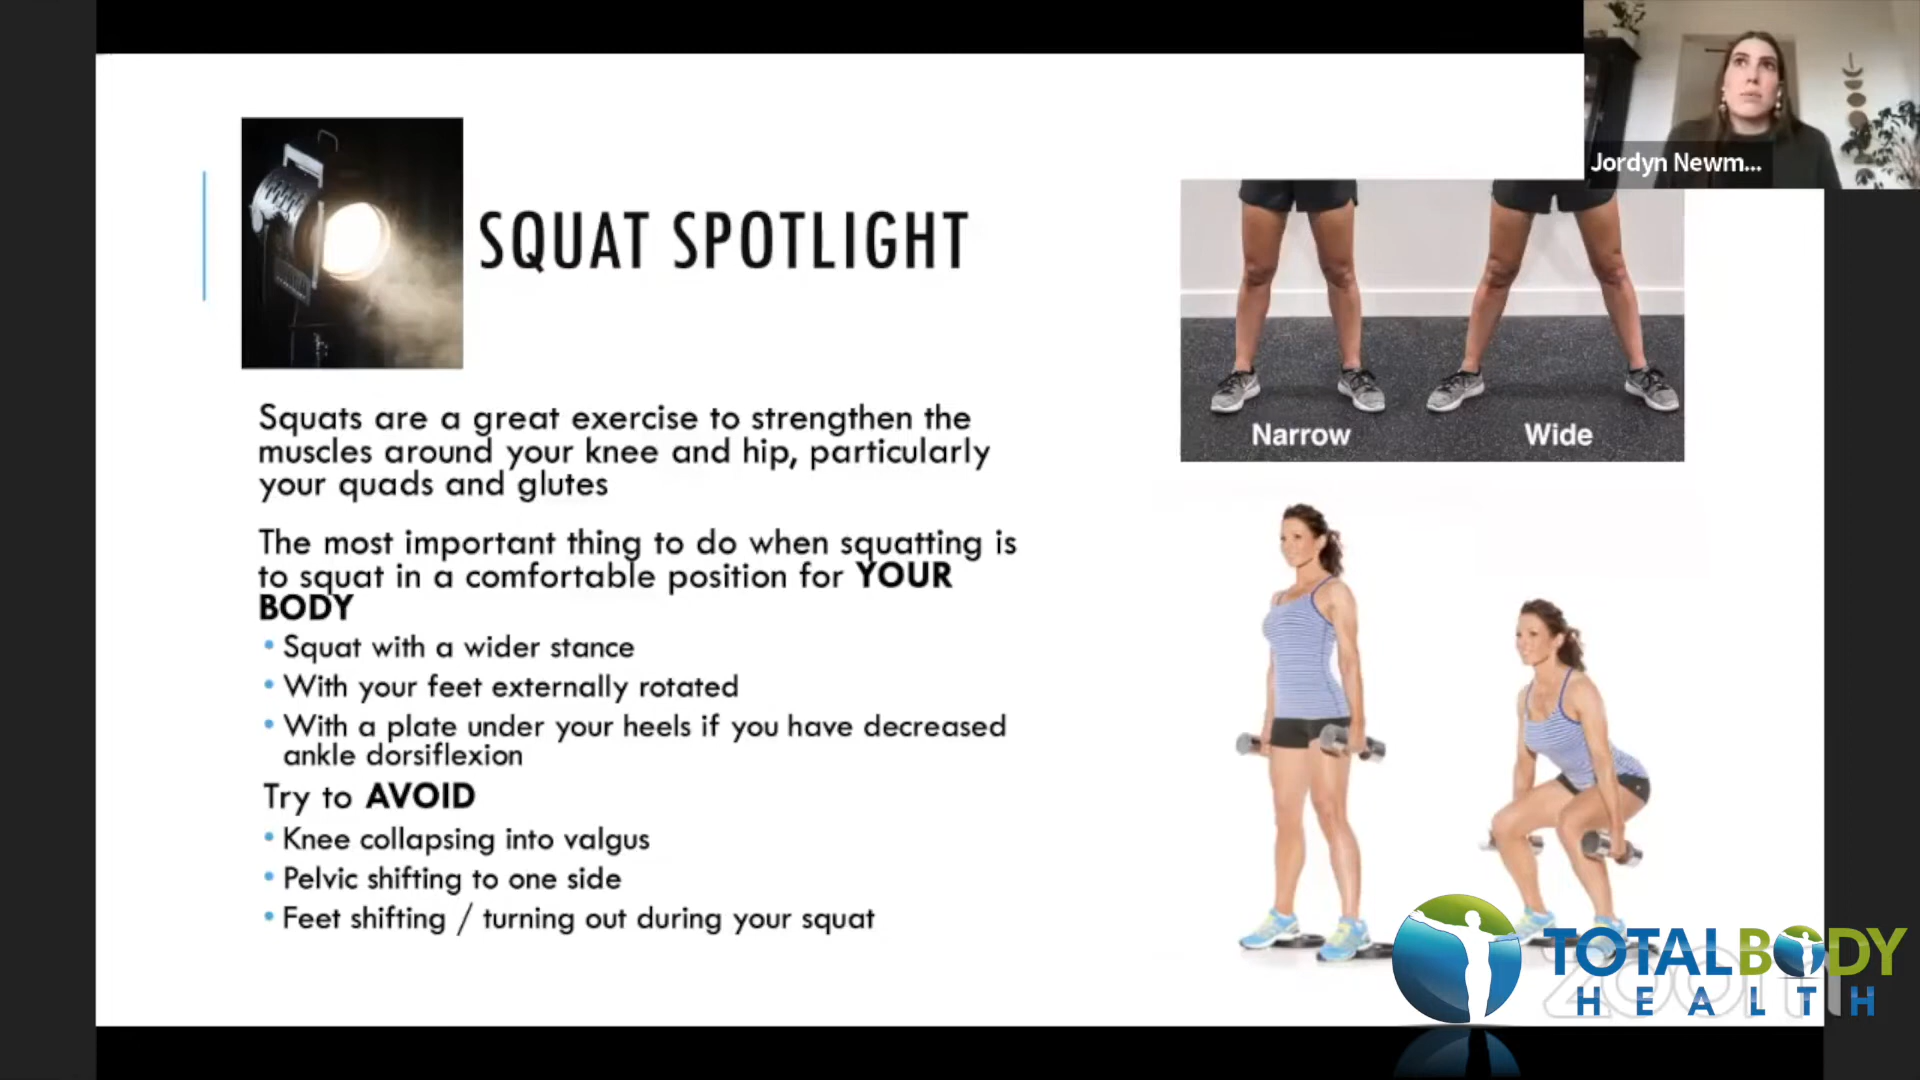 Jordyn Newm...
SQUAT SPOTLIGHT
Narrow
Wide
Squats are a great exercise to strengthen the
muscles around your knee and hip, particularly
your quads and glutes
The most important thing to do when squatting is
to squat in a comfortable position for YOUR
BODY
• Squat with a wider stance
• With your feet externally rotated
• With a plate under your heels if you have decreased
ankle dorsiflexion
Try to AVOID
• Knee collapsing into valgus
• Pelvic shifting to one side
• Feet shifting / turning out during your squat
TOTALBODY
HEALTH
zoom